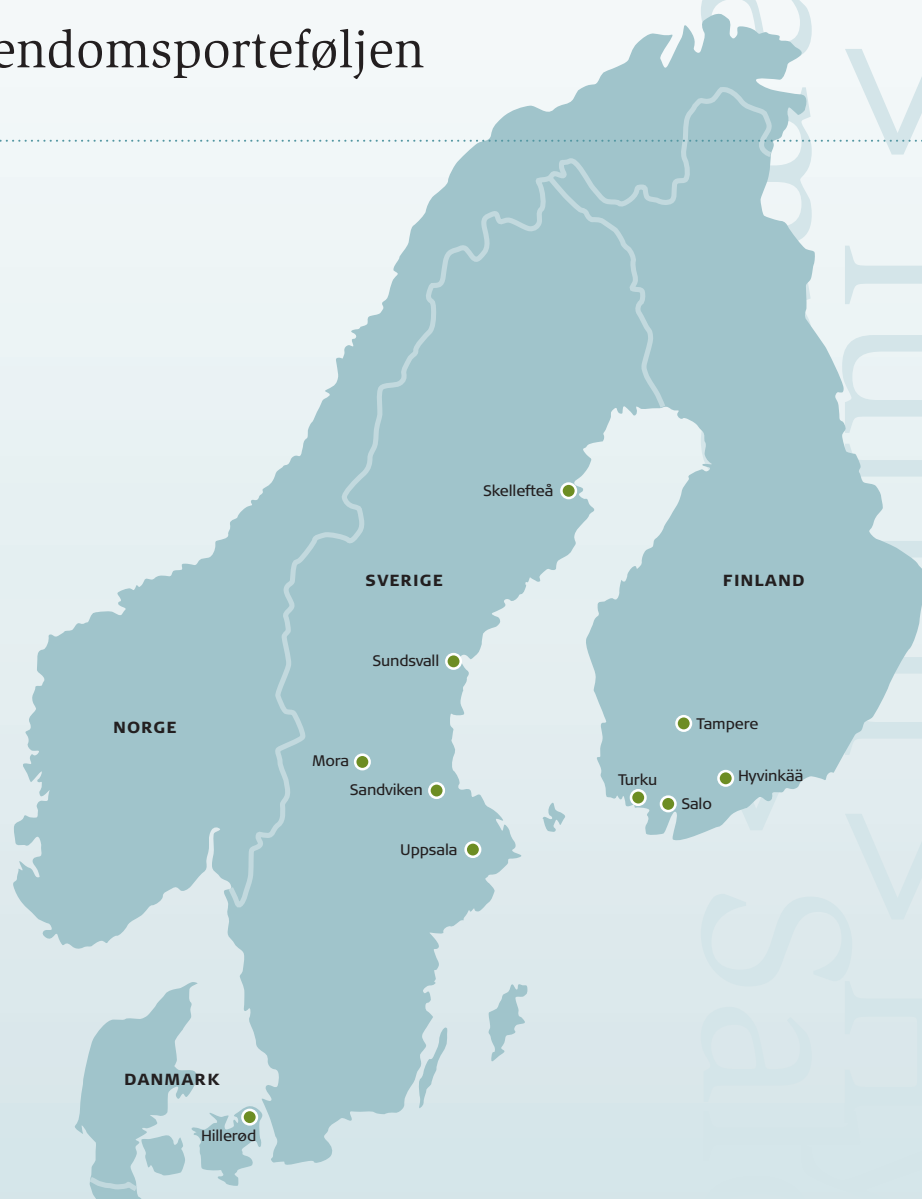 endomsporteføljen
Skellefteå
SVERIGE
FINLAND
Sundsvall
NORGE
Tampere
Mora
Hyvinkää
Turku
Sandviken
Salo
Uppsala
DANMARK
Hillerød